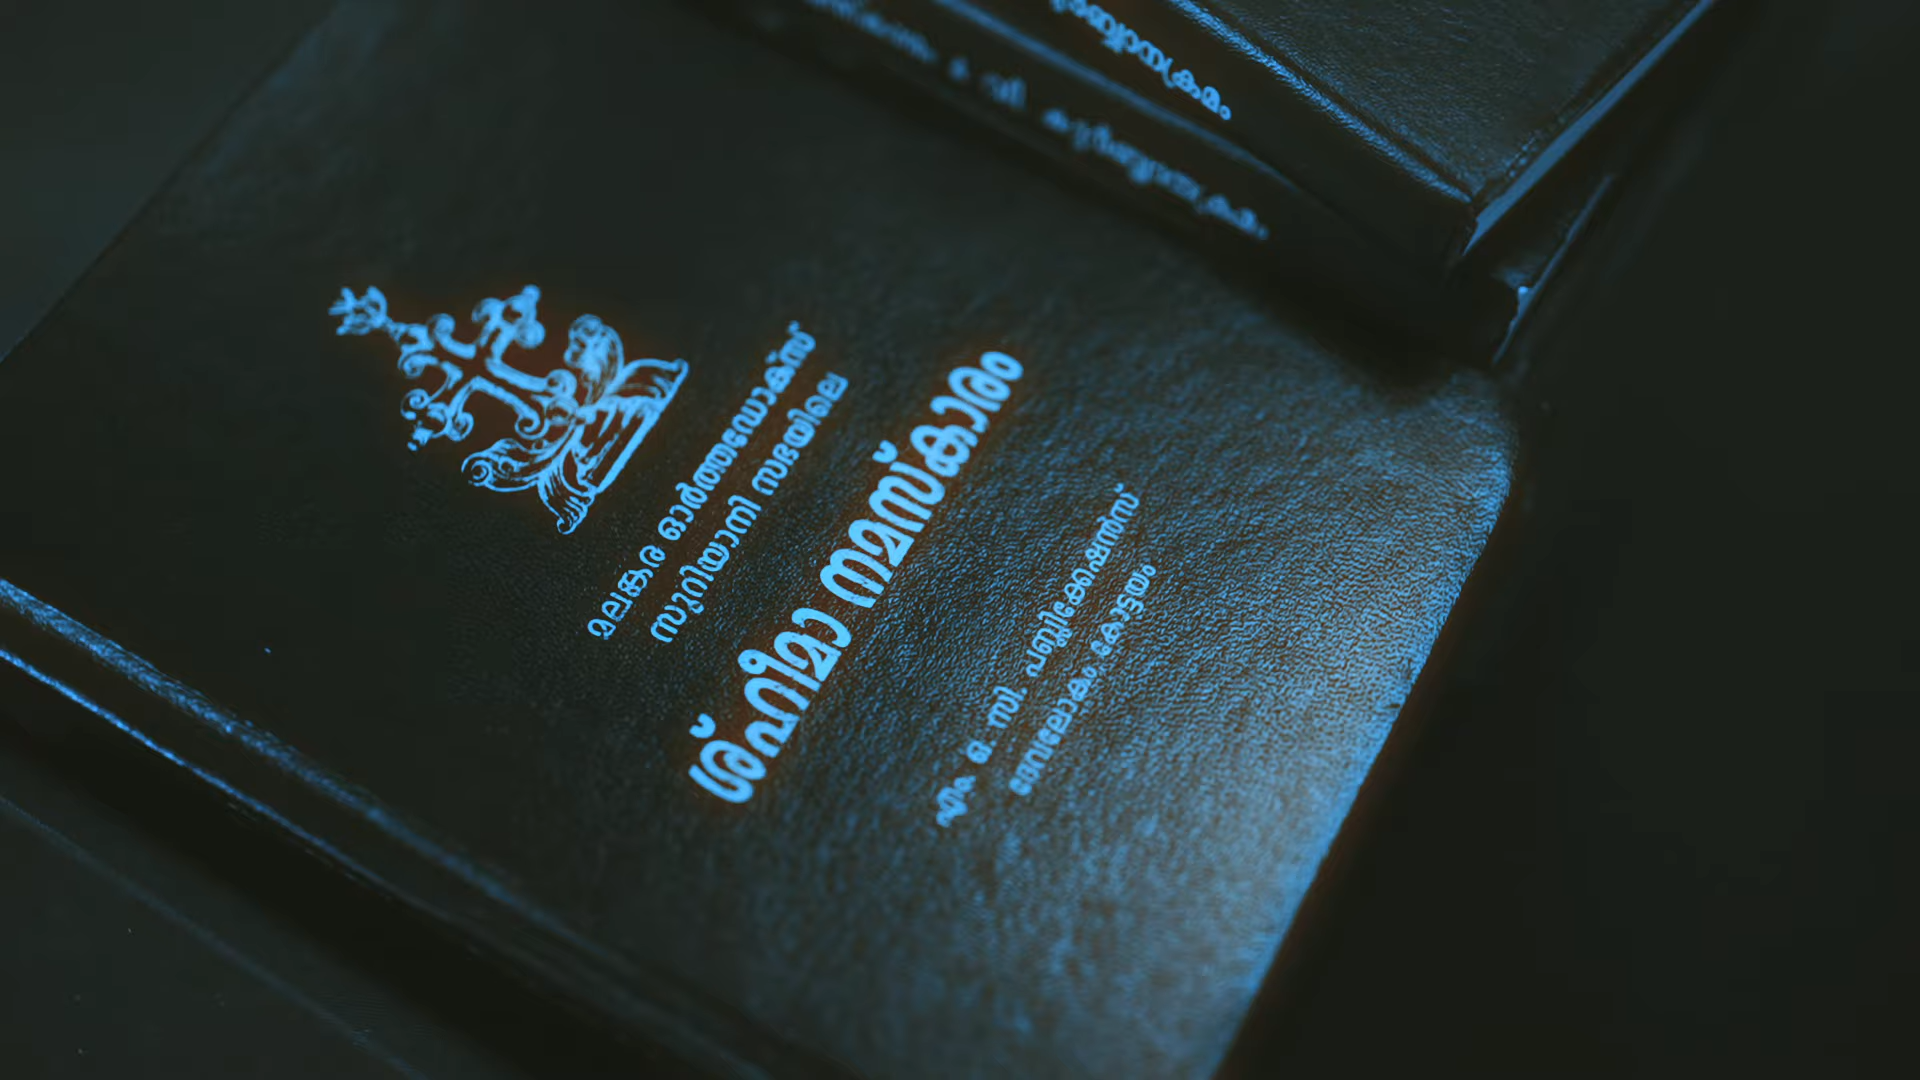 മലങ്കര ഓർത്തഡോക്സ്
സുറിയാനി സഭയിലെ
ശ്ഹീമാ നമസ്കാരം
എം. ഒ. സി. പബ്ലിക്കേഷൻസ്
ദേവലോകം, കോട്ടയം